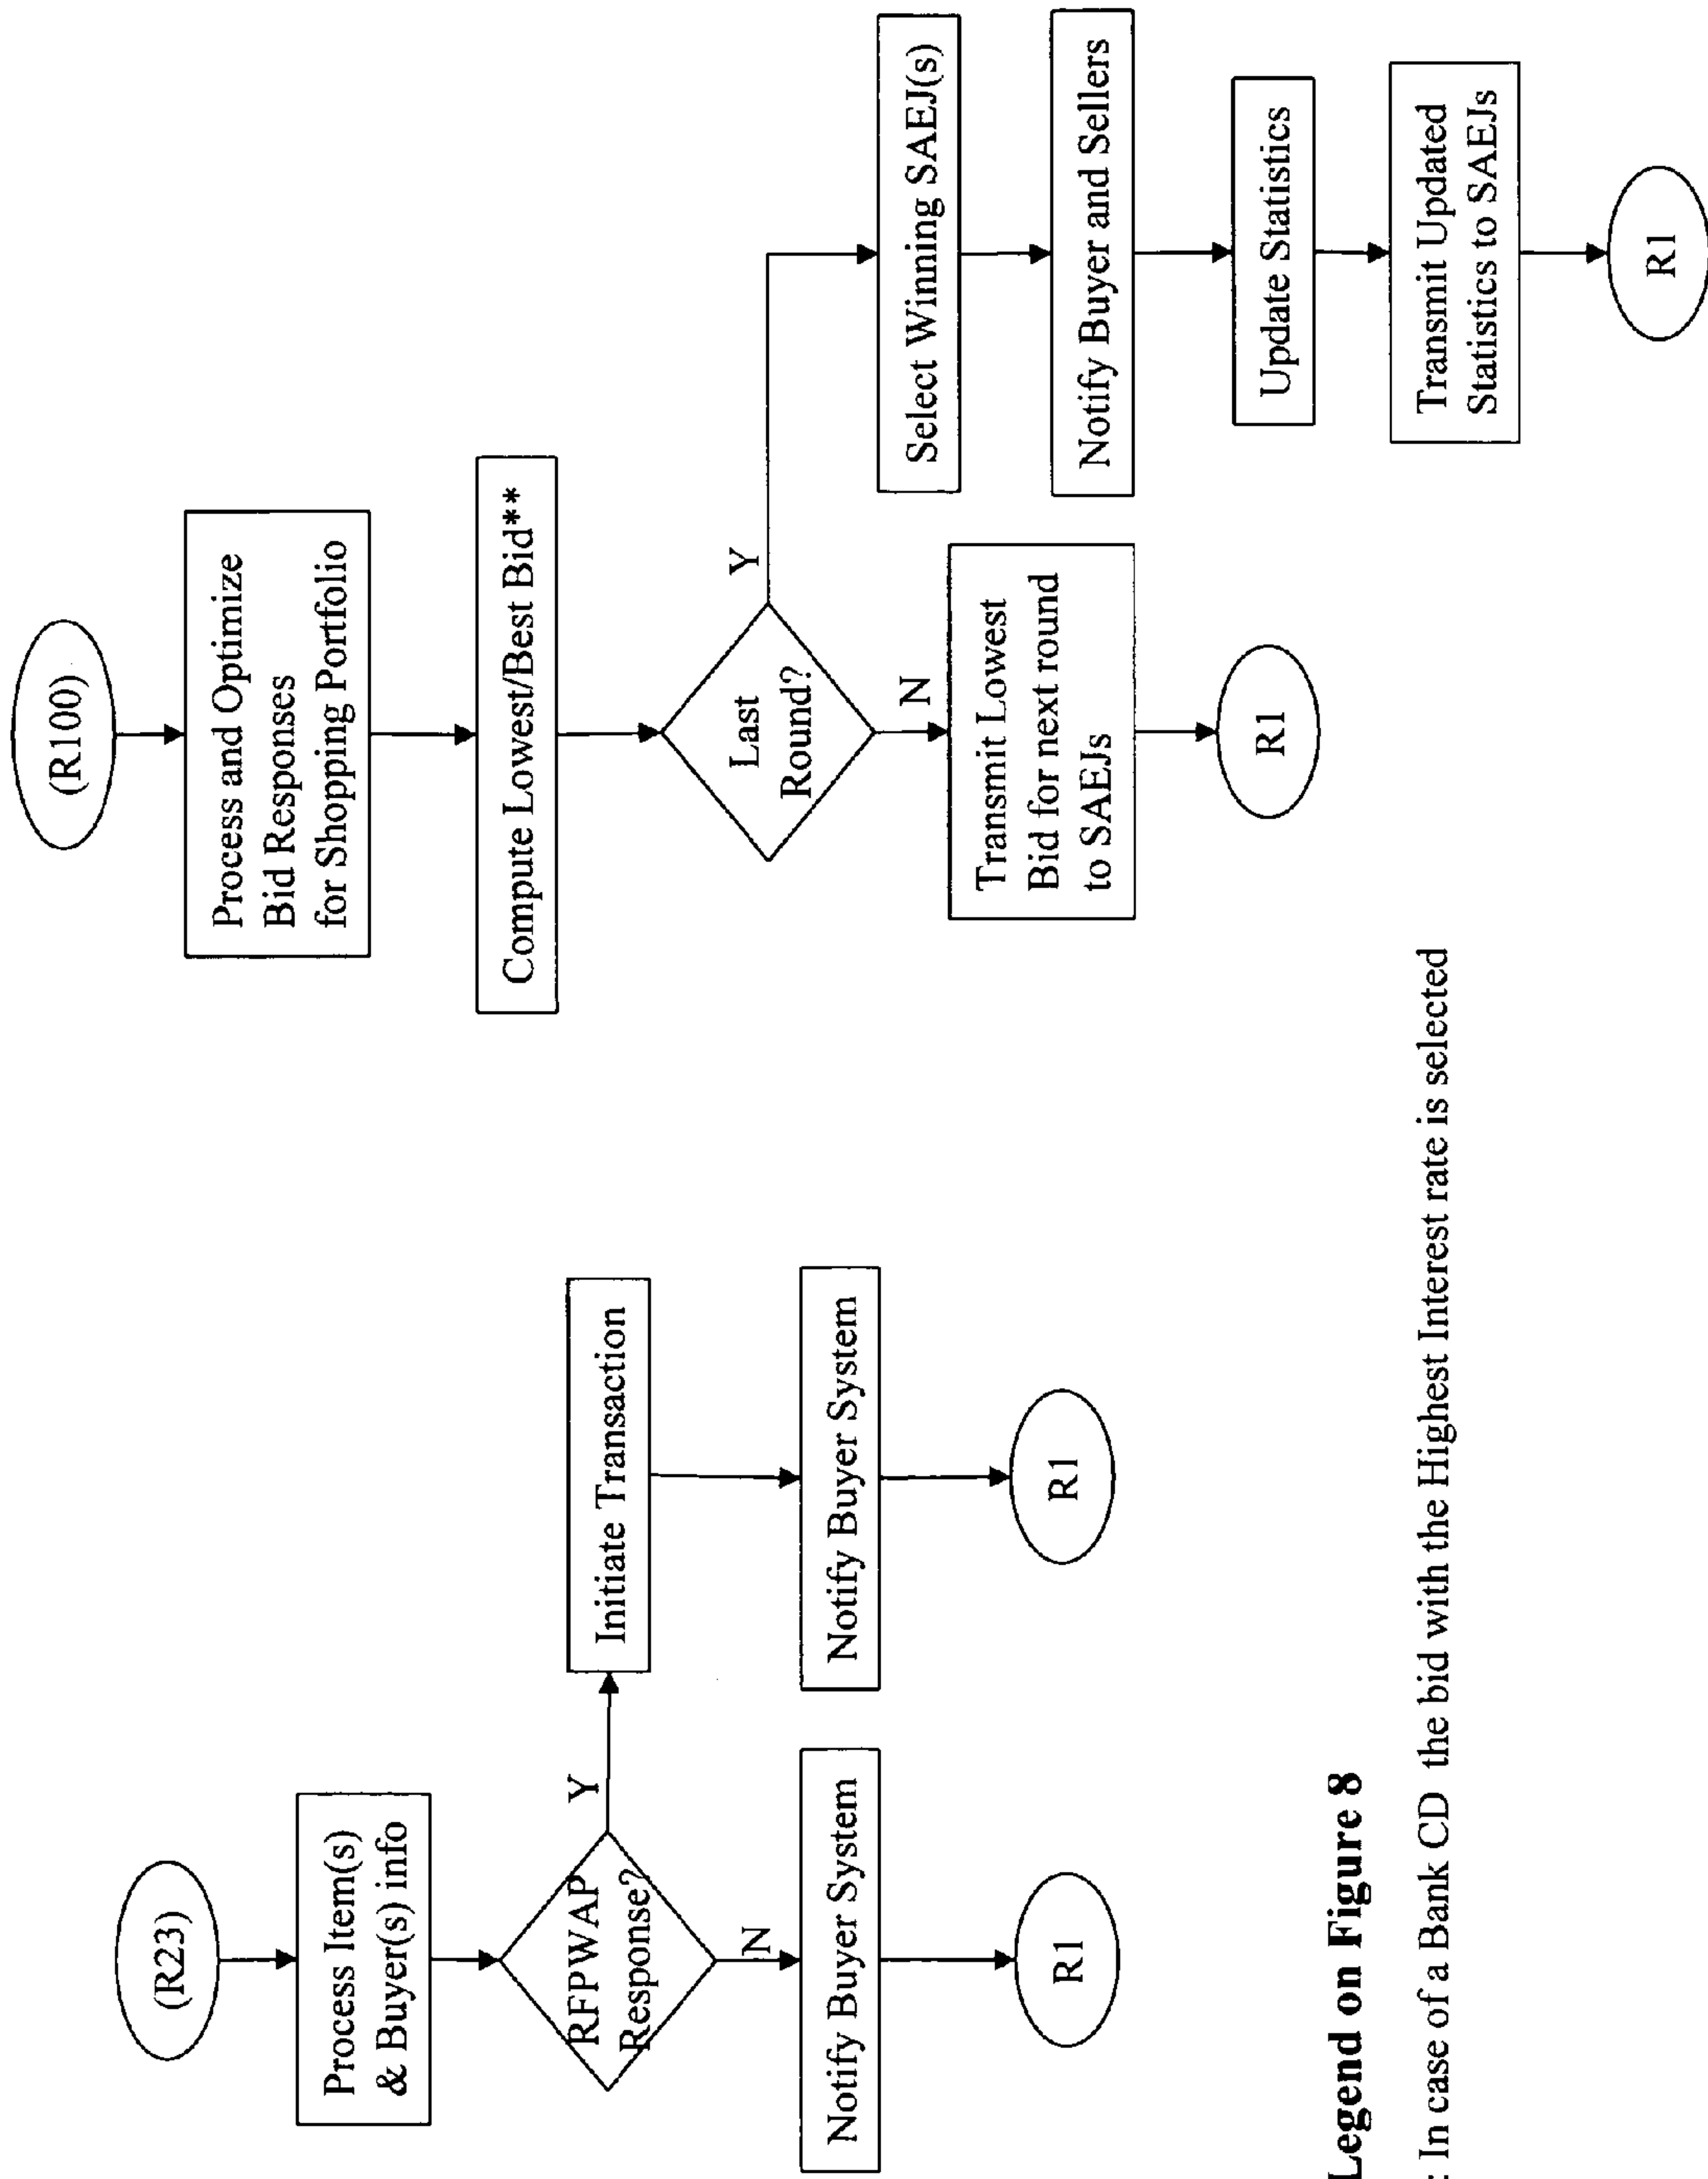 (R23)
Process Item(s)
& Buyer(s) info
RFPWAP
Response?
Y
N
Initiate Transaction
Notify Buyer System
Notify Buyer System
R1
R1
(R100)
Process and Optimize
Bid Responses
for Shopping Portfolio
Compute Lowest/Best Bid**
Last
Round?
Y
N
Transmit Lowest
Bid for next round
to SAEJs
R1
Select Winning SAEJ(s)
Notify Buyer and Sellers
Update Statistics
Transmit Updated
Statistics to SAEJs
R1
Legend on Figure 8
: In case of a Bank CD the bid with the Highest Interest rate is selected